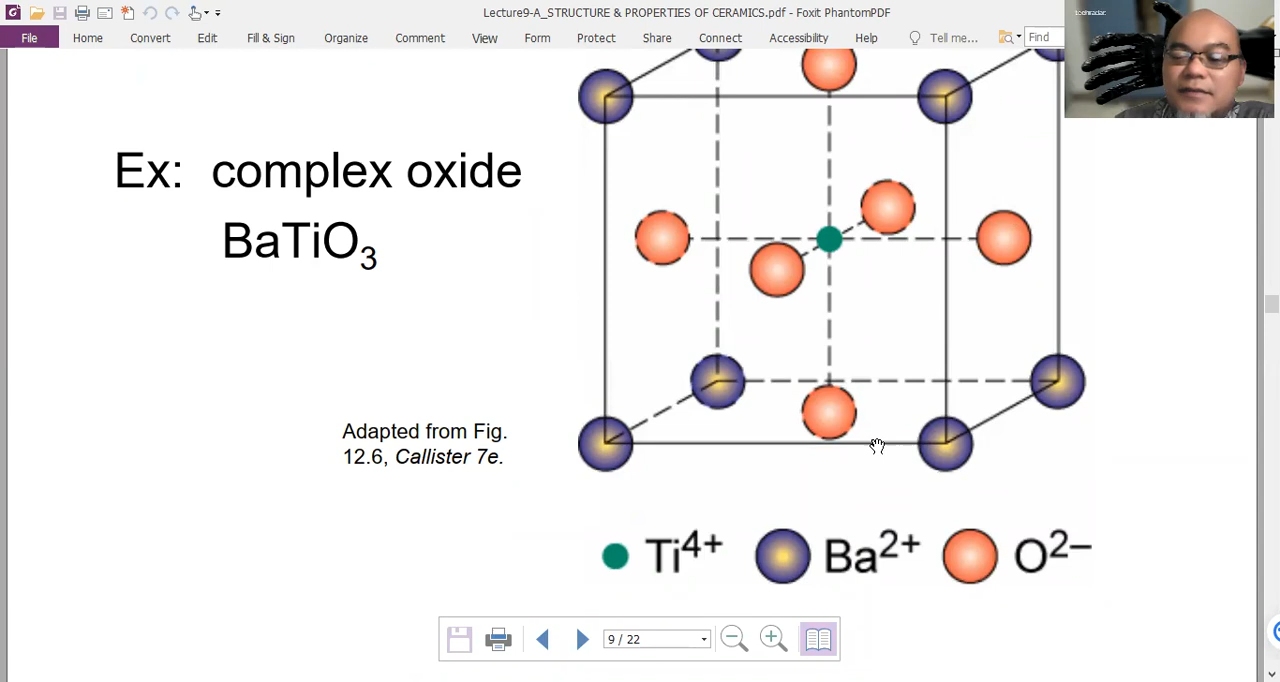 Lecture9-A_STRUCTURE & PROPERTIES OF CERAMICS.pdf - Foxit PhantomPDF
File Home Convert Edit Fill & Sign Organize Comment View Form Protect Share Connect Accessibility Help Tell me... Find
techradar.
Ex: complex oxide
BaTiO3
Adapted from Fig.
12.6, Callister 7e.
Ti4+ Ba2+ O2–
9 / 22